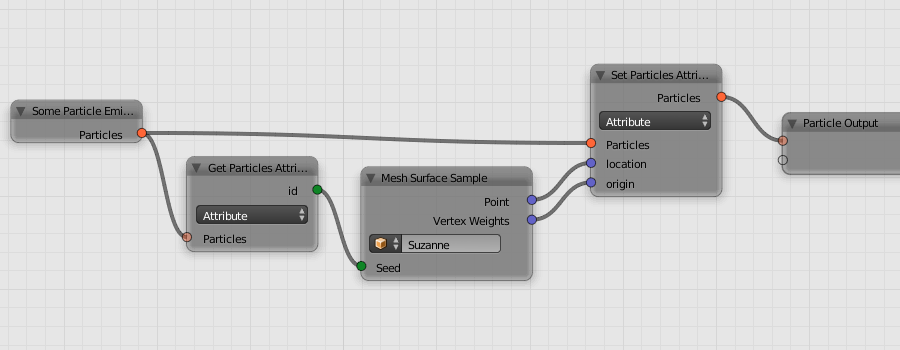 Some Particle Emi...
Particles
Get Particles Attri...
id
Attribute
Particles
Mesh Surface Sample
Point
Vertex Weights
Suzanne
Seed
Set Particles Attri...
Particles
Attribute
Particles
location
origin
Particle Output